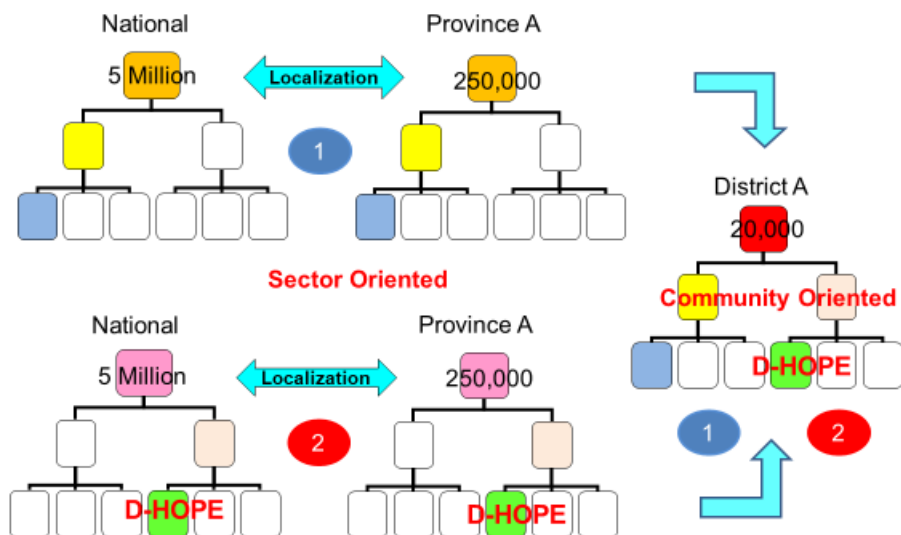 National
Province A
5 Million
Localization
250,000
1
District A
20,000
Sector Oriented
Community Oriented
National
Province A
5 Million
Localization
250,000
D-HOPE
2
1
2
D-HOPE
D-HOPE